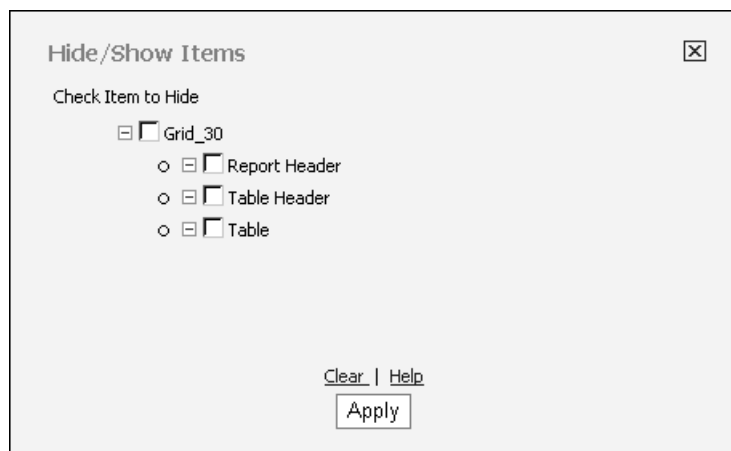 Hide/Show Items
Check Item to Hide
Grid_30
Report Header
Table Header
Table
Clear | Help
Apply